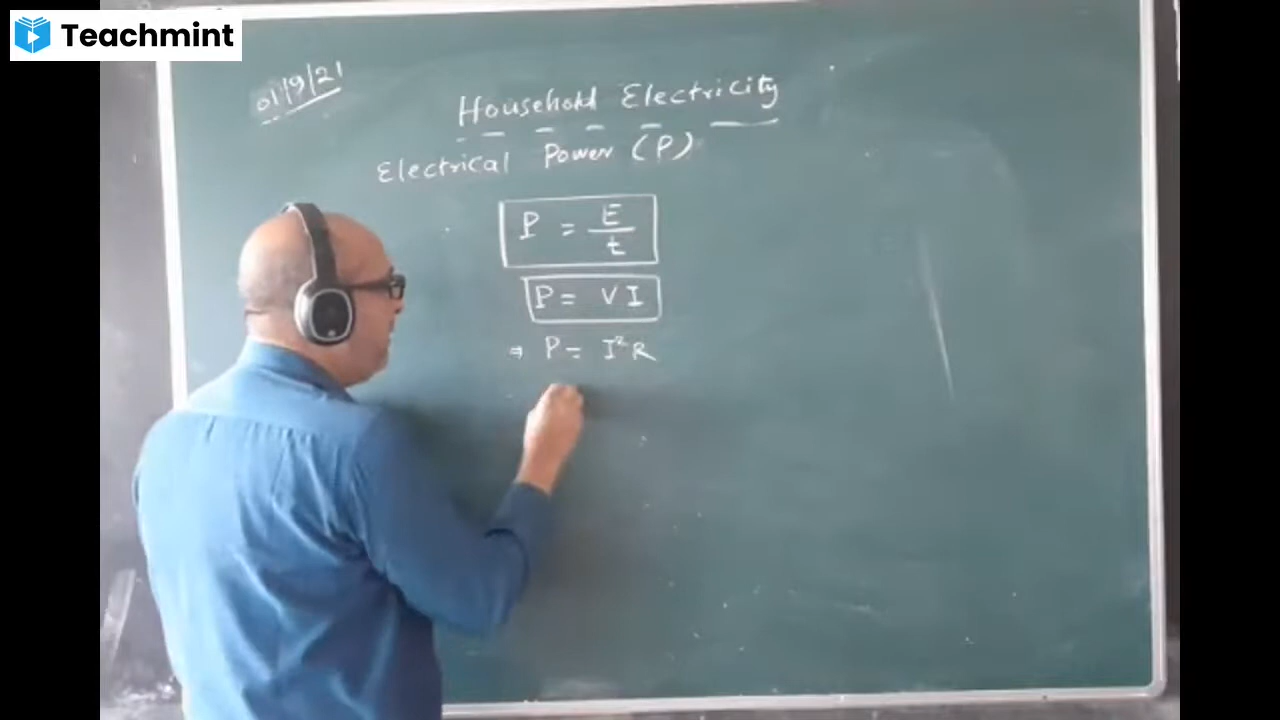 Teachmint
01/9/21
Household Electricity
Electrical Power (P)
P = E/t
P = VI
⇒ P = I²R